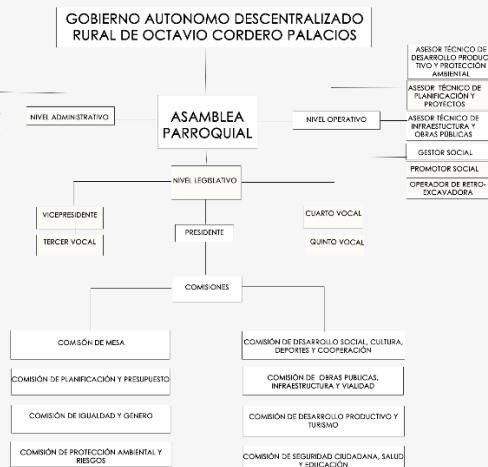 GOBIERNO AUTONOMO DESCENTRALIZADO
RURAL DE OCTAVIO CORDERO PALACIOS
ASESOR TÉCNICO DE
DESARROLLO PRODUC
TIVO Y PROTECCIÓN
AMBIENTAL
ASESOR TÉCNICO DE
PLANIFICACIÓN Y
PROYECTOS
NIVEL ADMINISTRATIVO
ASAMBLEA
PARROQUIAL
NIVEL OPERATIVO
ASESOR TÉCNICO DE
INFRAESTUCTURA Y
OBRAS PÚBLICAS
GESTOR SOCIAL
PROMOTOR SOCIAL
OPERADOR DE RETRO-
EXCAVADORA
NIVEL LEGISLATIVO
VICEPRESIDENTE
TERCER VOCAL
PRESIDENTE
CUARTO VOCAL
QUINTO VOCAL
COMISIONES
COMISÓN DE MESA
COMISIÓN DE PLANIFICACIÓN Y PRESUPUESTO
COMISIÓN DE IGUALDAD Y GENERO
COMISIÓN DE PROTECCIÓN AMBIENTAL Y
RIESGOS
COMISIÓN DE DESARROLLO SOCIAL, CULTURA,
DEPORTES Y COOPERACIÓN
COMISIÓN DE OBRAS PUBLICAS,
INFRAESTRUCTURA Y VIALIDAD
COMISIÓN DE DESARROLLO PRODUCTIVO Y
TURISMO
COMISIÓN DE SEGURIDAD CIUDADANA, SALUD
Y EDUCACIÓN